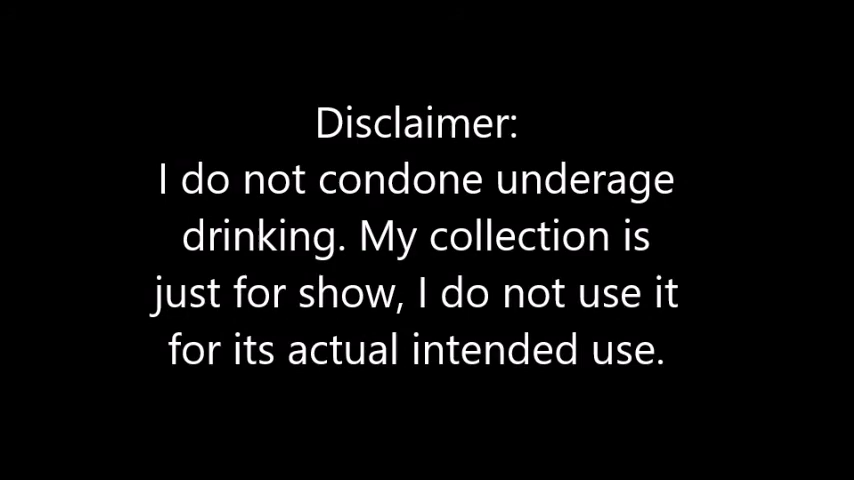 Disclaimer:
I do not condone underage
drinking. My collection is
just for show, I do not use it
for its actual intended use.